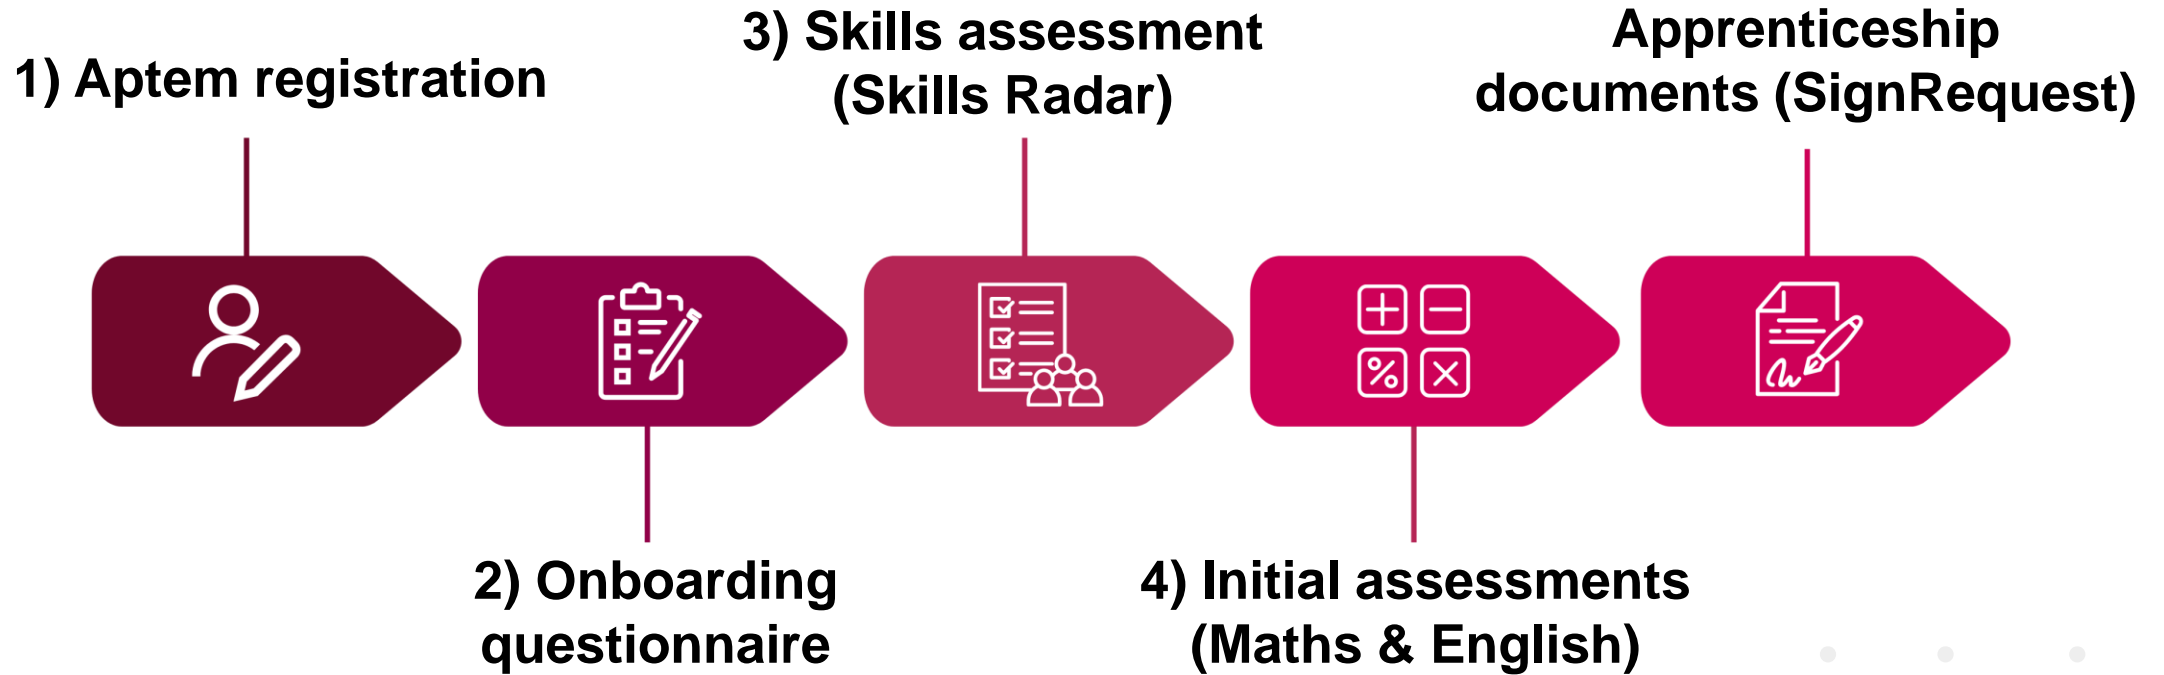 1) Aptem registration
2) Onboarding
questionnaire
3) Skills assessment
(Skills Radar)
4) Initial assessments
(Maths & English)
Apprenticeship
documents (SignRequest)